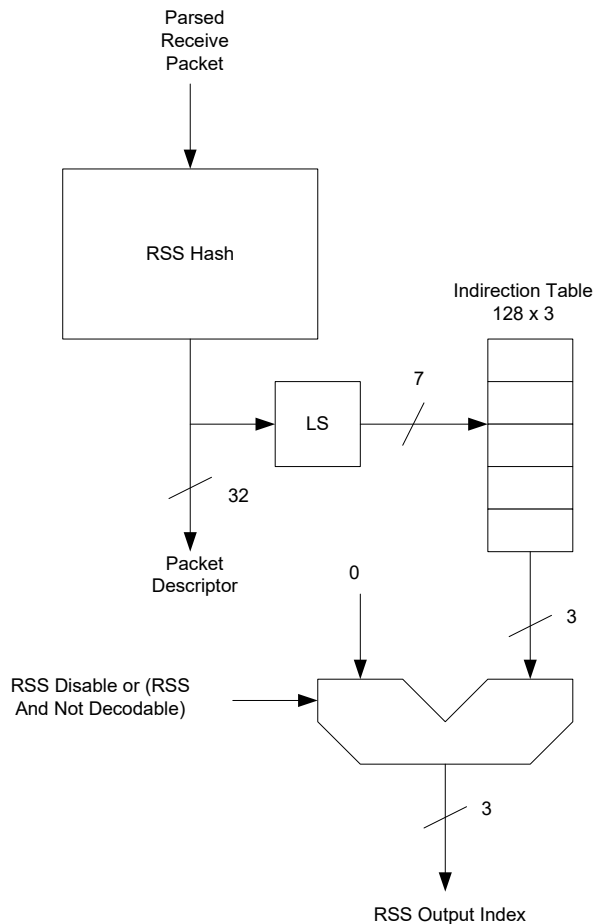 Parsed
Receive
Packet
RSS Hash
Indirection Table
128 x 3
LS
7
32
Packet
Descriptor
0
3
RSS Disable or (RSS
And Not Decodable)
3
RSS Output Index